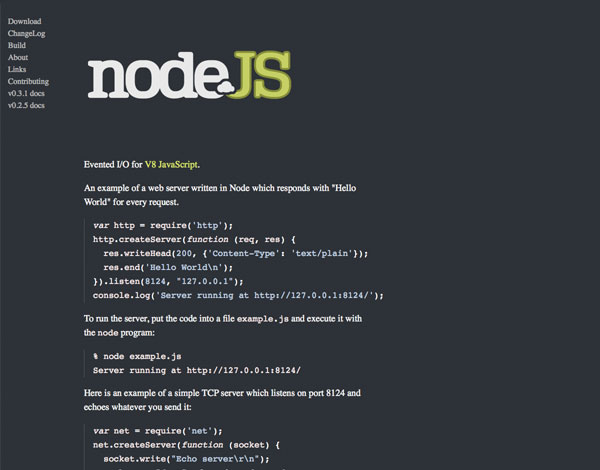 Download
ChangeLog
Build
About
Links
Contributing
v0.3.1 docs
v0.2.5 docs
nodeJS
Evented I/O for V8 JavaScript.
An example of a web server written in Node which responds with "Hello
World" for every request.
var http = require('http');
http.createServer(function (req, res) {
  res.writeHead(200, {'Content-Type': 'text/plain'});
  res.end('Hello World\n');
}).listen(8124, "127.0.0.1");
console.log('Server running at http://127.0.0.1:8124/');
To run the server, put the code into a file example.js and execute it with
the node program:
% node example.js
Server running at http://127.0.0.1:8124/
Here is an example of a simple TCP server which listens on port 8124 and
echoes whatever you send it:
var net = require('net');
net.createServer(function (socket) {
  socket.write("Echo server\r\n");